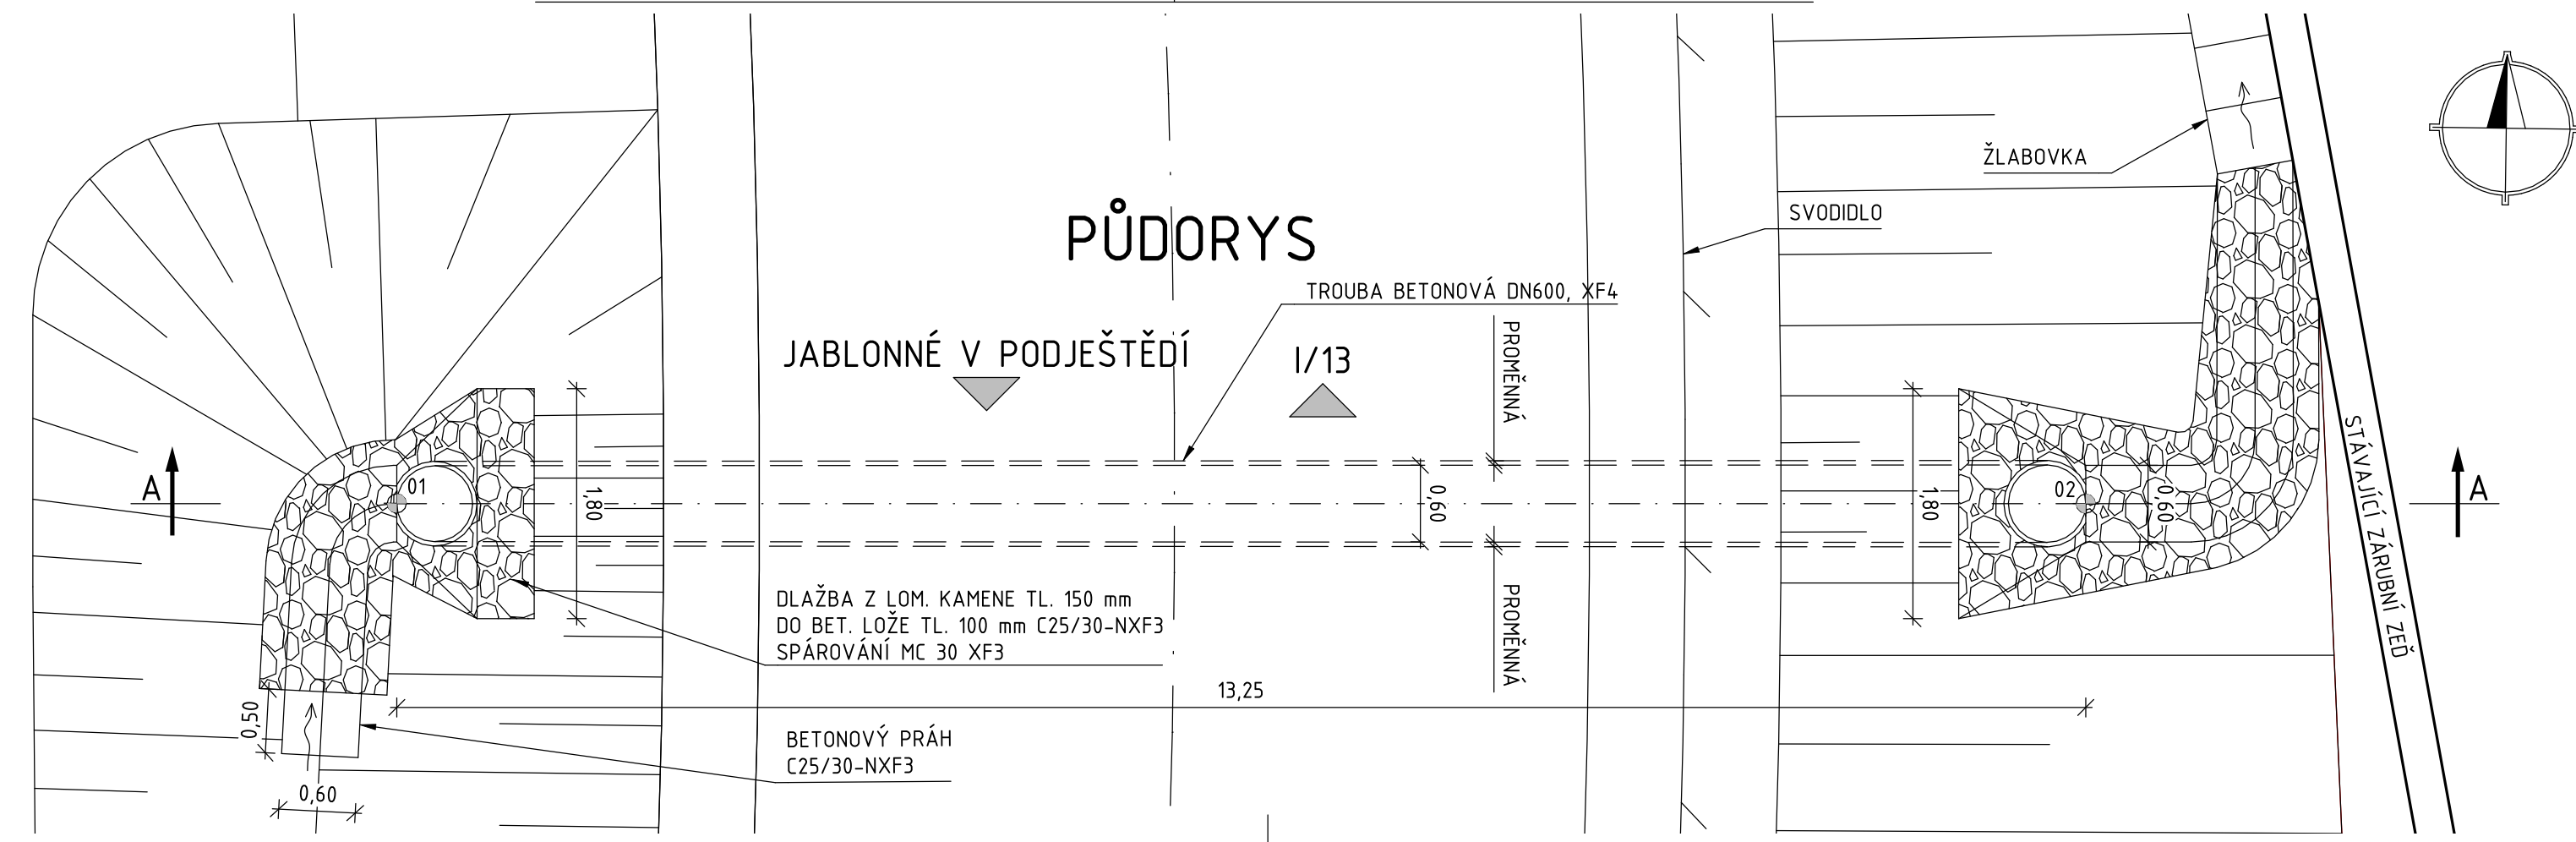 ŽLABOVKA
SVODIDLO
PŮDORYS
TROUBA BETONOVÁ DN600, XF4
JABLONNÉ V PODJEŠTĚDÍ
I/13
PROMĚNNÁ
STÁVAJÍCÍ ZÁRUBNÍ ZEĎ
A
01
1,80
0,60
1,80
02
0,60
A
DLAŽBA Z LOM. KAMENE TL. 150 mm
DO BET. LOŽE TL. 100 mm C25/30-NXF3
SPÁROVÁNÍ MC 30 XF3
PROMĚNNÁ
13,25
0,50
BETONOVÝ PRÁH
C25/30-NXF3
0,60